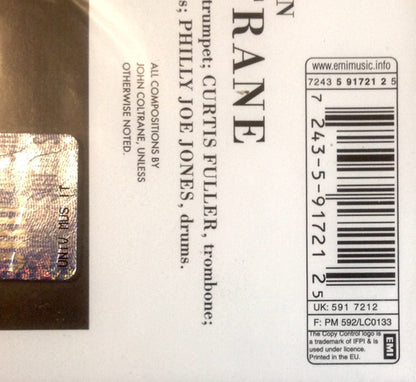 N
TRANE
trumpet; CURTIS FULLER, trombone;
s; PHILLY JOE JONES, drums.
ALL COMPOSITIONS BY
JOHN COLTRANE, UNLESS
OTHERWISE NOTED.
www.emimusic.info
7243 5 91721 2 5
7 243-5-91721 2 5
UK: 591 7212
F: PM 592/LC0133
The Copy Control logo is
a trademark of IFPI & is
used under licence.
Printed in the EU.
EMI